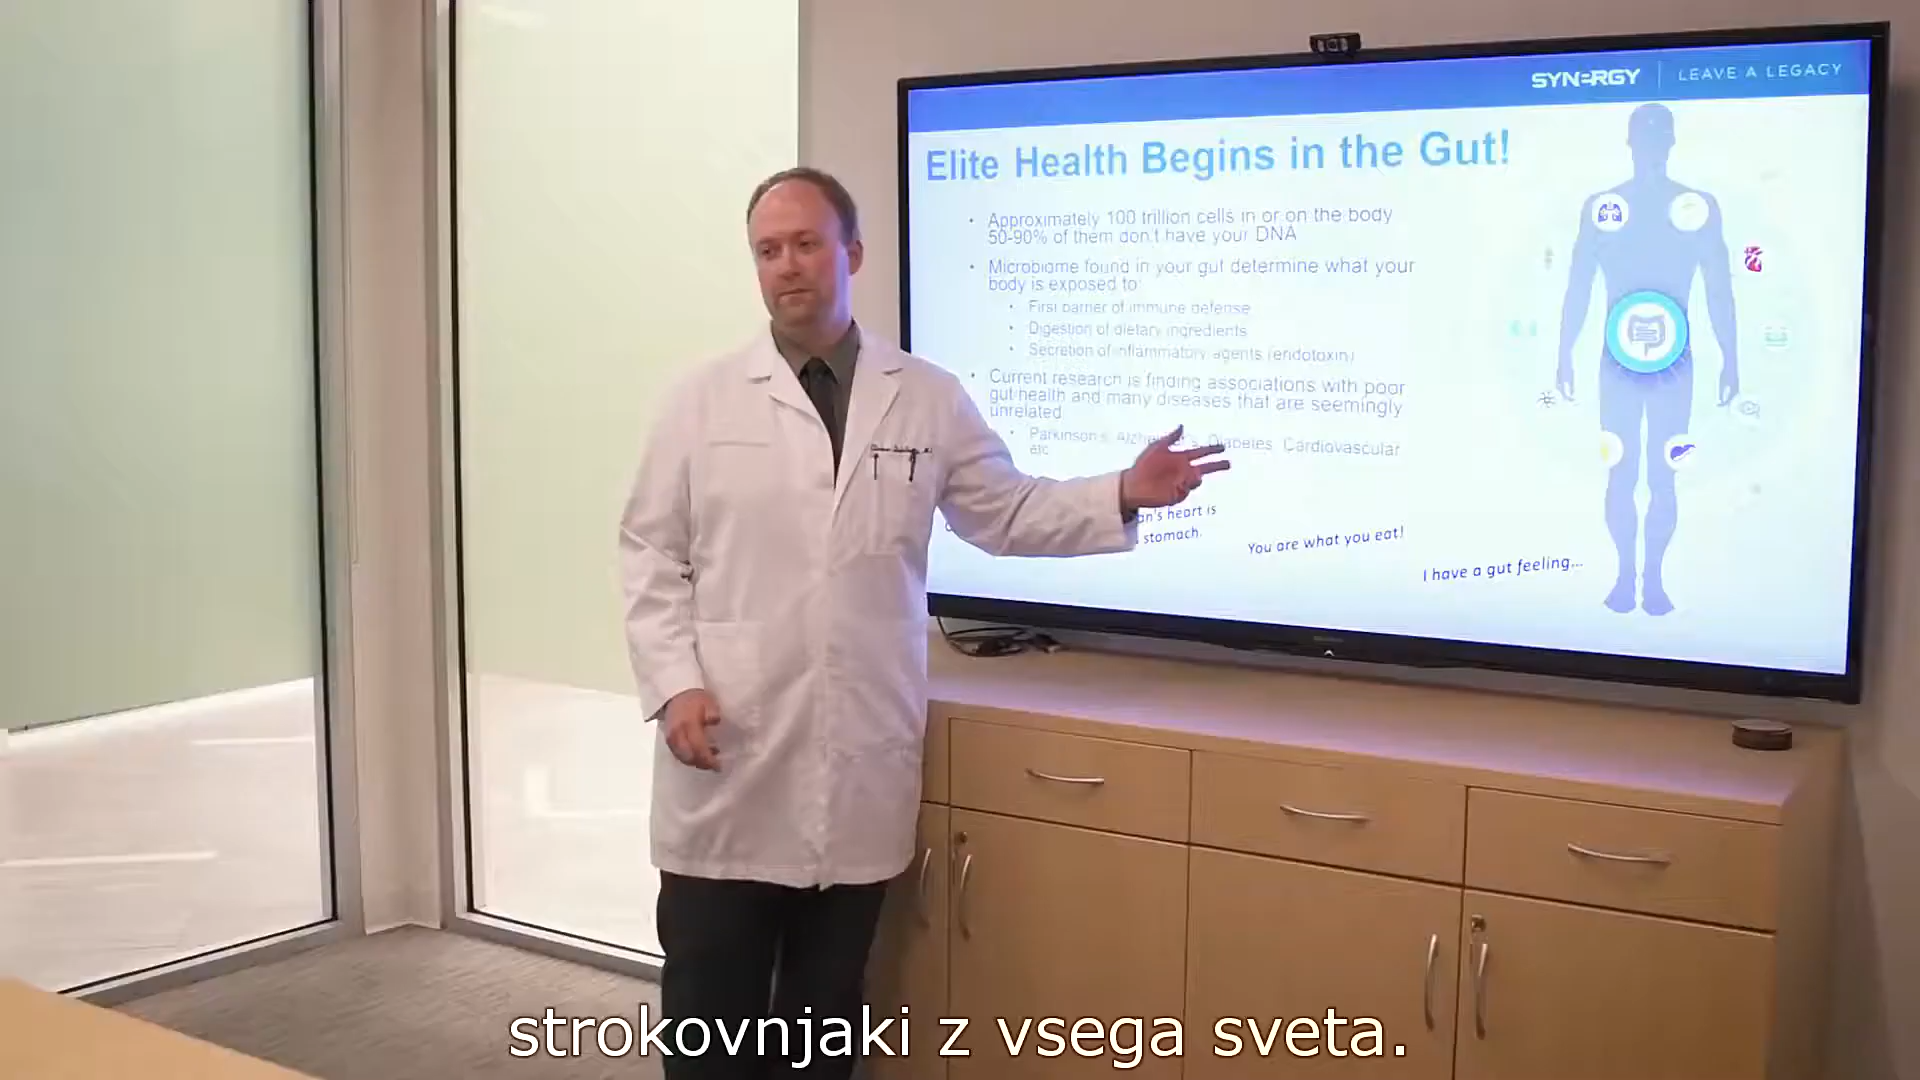 SYNERGY LEAVE A LEGACY
Elite Health Begins in the Gut!
• Approximately 100 trillion cells in or on the body
50-90% of them don't have your DNA
• Microbiome found in your gut determine what your
body is exposed to
• First barrier of immune defense
• Digestion of dietary ingredients
• Secretion of inflammatory agents (endotoxin)
• Current research is finding associations with poor
gut health and many diseases that are seemingly
unrelated
• Parkinson's, Alzheimer's, Diabetes, Cardiovascular
etc
an's heart is
stomach.
You are what you eat!
I have a gut feeling...
strokovnjaki z vsega sveta.